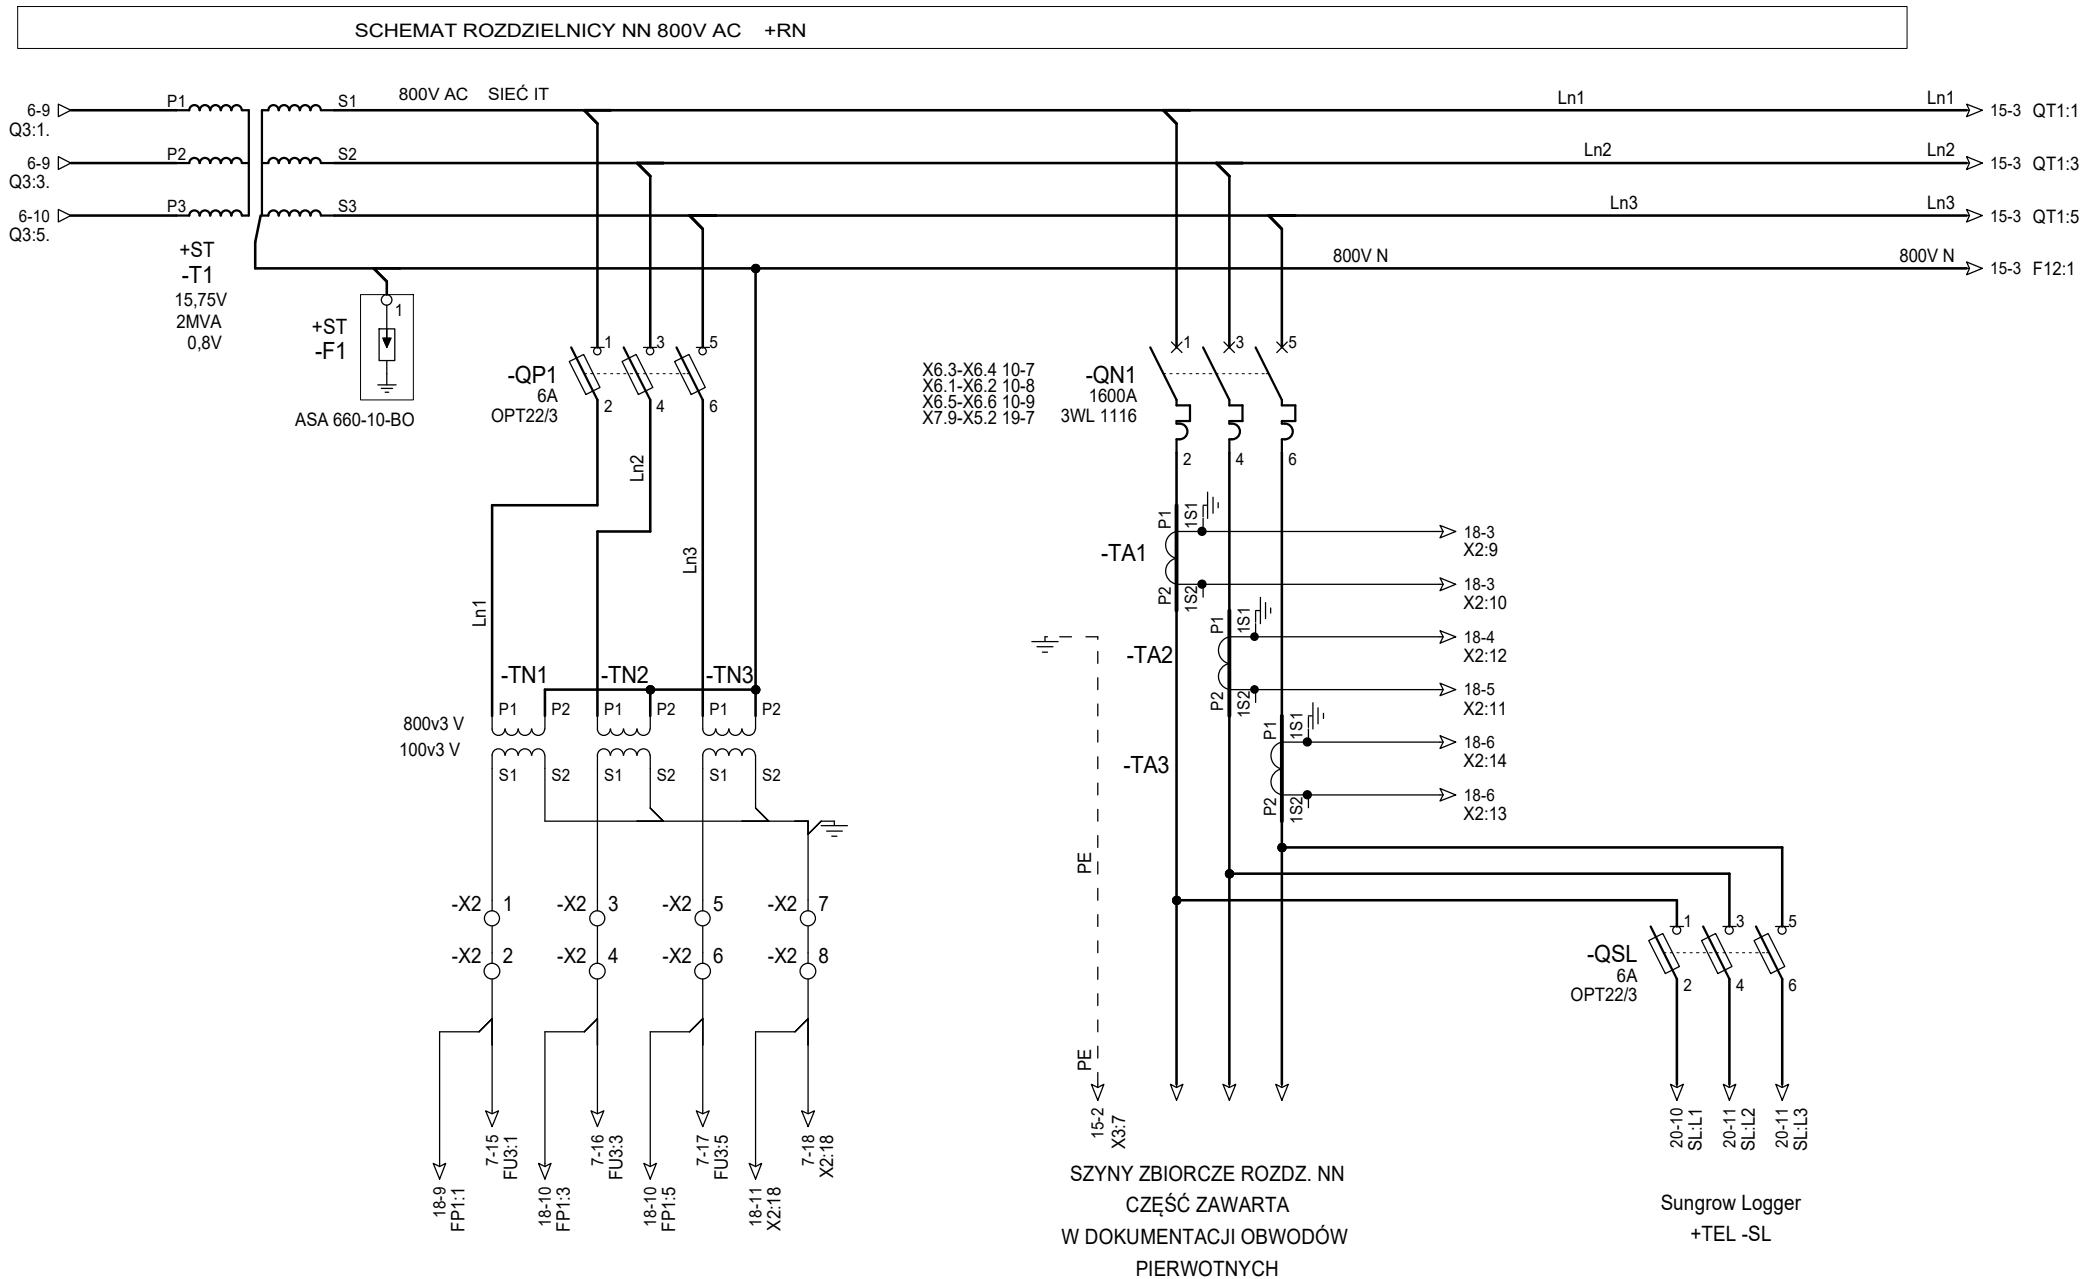 SCHEMAT ROZDZIELNICY NN 800V AC +RN
800V AC SIEĆ IT
6-9
Q3:1.
P1
S1
Ln1
Ln1
15-3 QT1:1
6-9
Q3:3.
P2
S2
Ln2
Ln2
15-3 QT1:3
6-10
Q3:5.
P3
S3
Ln3
Ln3
15-3 QT1:5
800V N
800V N
15-3 F12:1
+ST
-T1
15,75V
2MVA
0,8V
+ST
-F1
1
ASA 660-10-BO
-QP1
6A
OPT22/3
1
3
5
2
4
6
X6.3-X6.4 10-7
X6.1-X6.2 10-8
X6.5-X6.6 10-9
X7.9-X5.2 19-7
-QN1
1600A
3WL 1116
1
3
5
2
4
6
Ln1
Ln2
Ln3
-TA1
P1
P2
1S1
1S2
18-3
X2:9
18-3
X2:10
-TA2
P1
P2
1S1
1S2
18-4
X2:12
18-5
X2:11
-TA3
P1
P2
1S1
1S2
18-6
X2:14
18-6
X2:13
-TN1
-TN2
-TN3
800v3 V
100v3 V
P1
P2
P1
P2
P1
P2
S1
S2
S1
S2
S1
S2
-X2 1
-X2 3
-X2 5
-X2 7
-X2 2
-X2 4
-X2 6
-X2 8
18-9
FP1:1
7-15
FU3:1
18-10
FP1:3
7-16
FU3:3
18-10
FP1:5
7-17
FU3:5
18-11
X2:18
7-18
X2:18
PE
PE
15-2
X3:7
-QSL
6A
OPT22/3
1
3
5
2
4
6
20-10
SL:L1
20-11
SL:L2
20-11
SL:L3
SZYNY ZBIORCZE ROZDZ. NN
CZĘŚĆ ZAWARTA
W DOKUMENTACJI OBWODÓW
PIERWOTNYCH
Sungrow Logger
+TEL -SL